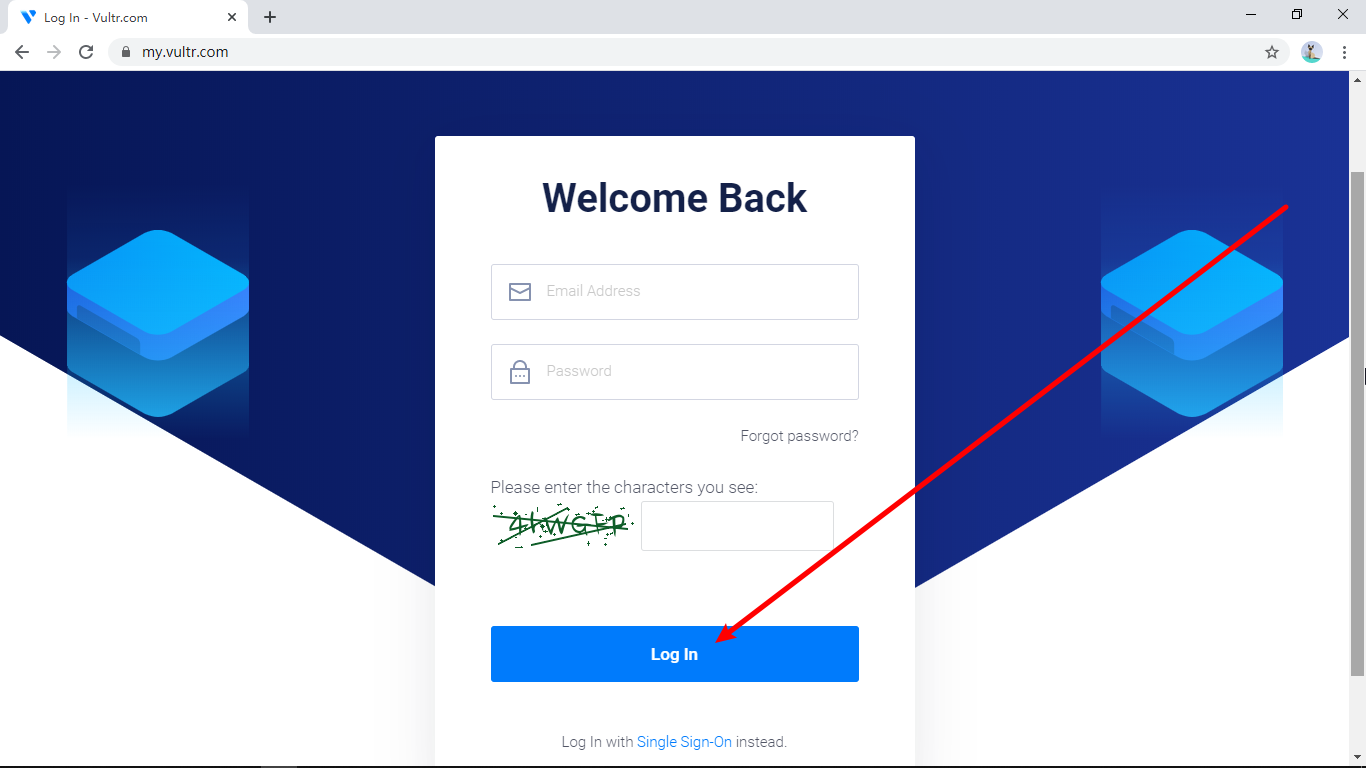 Log In - Vultr.com
my.vultr.com
Welcome Back
Email Address
Password
Forgot password?
Please enter the characters you see:
Log In
Log In with Single Sign-On instead.